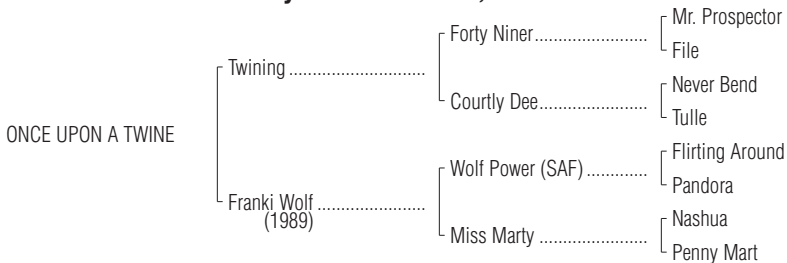 Mr. Prospector
Forty Niner........................
File
Twining............................
Never Bend
Courtly Dee......................
Tulle
ONCE UPON A TWINE
Flirting Around
Wolf Power (SAF).............
Pandora
Franki Wolf.......................
(1989)
Nashua
Miss Marty.......................
Penny Mart